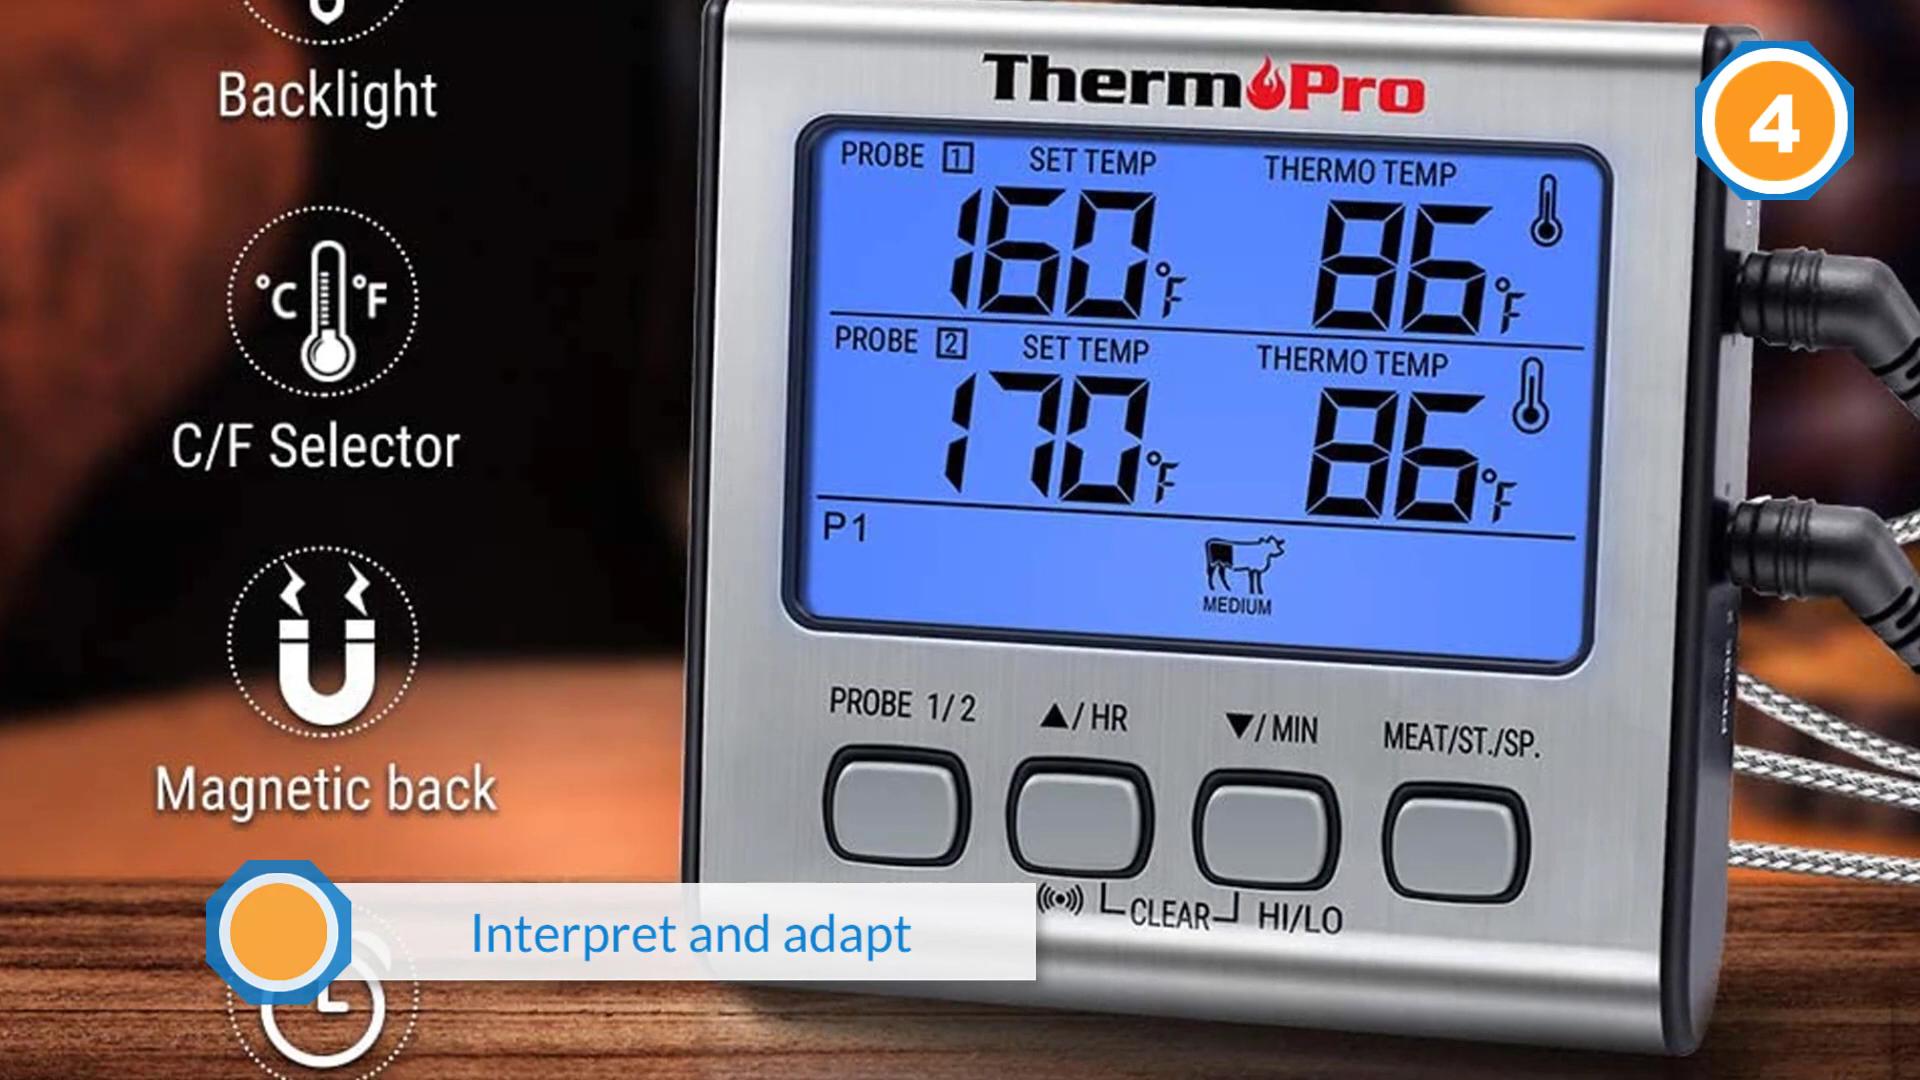 Backlight
°C °F
C/F Selector
Magnetic back
ThermoPro
4
PROBE 1 SET TEMP THERMO TEMP
160°F 86°F
PROBE 2 SET TEMP THERMO TEMP
170°F 86°F
P1
MEDIUM
PROBE 1/2 ▲/HR ▼/MIN MEAT/ST./SP.
CLEAR HI/LO
Interpret and adapt